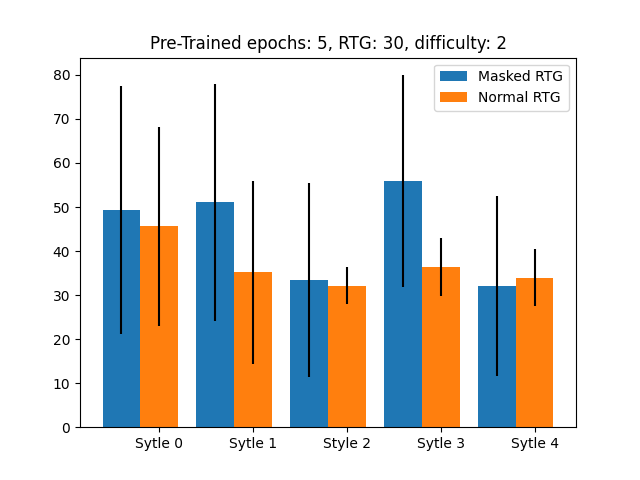 Pre-Trained epochs: 5, RTG: 30, difficulty: 2
Masked RTG
Normal RTG
80
70
60
50
40
30
20
10
0
Sytle 0
Sytle 1
Style 2
Sytle 3
Sytle 4